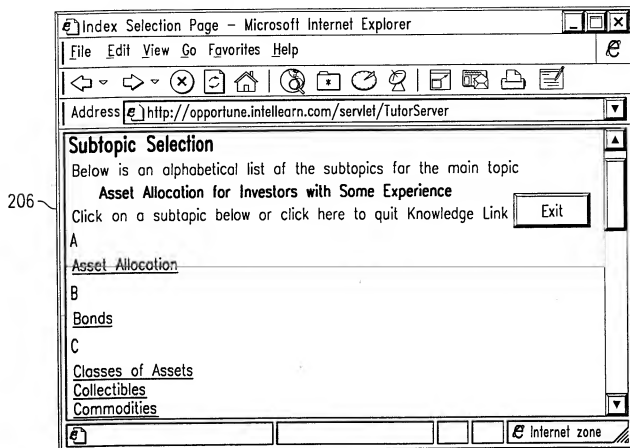 Index Selection Page – Microsoft Internet Explorer
File Edit View Go Favorites Help
Address http://opportune.intellearn.com/servlet/TutorServer
Subtopic Selection
Below is an alphabetical list of the subtopics for the main topic
Asset Allocation for Investors with Some Experience
Click on a subtopic below or click here to quit Knowledge Link Exit
206
A
Asset Allocation
B
Bonds
C
Classes of Assets
Collectibles
Commodities
Internet zone